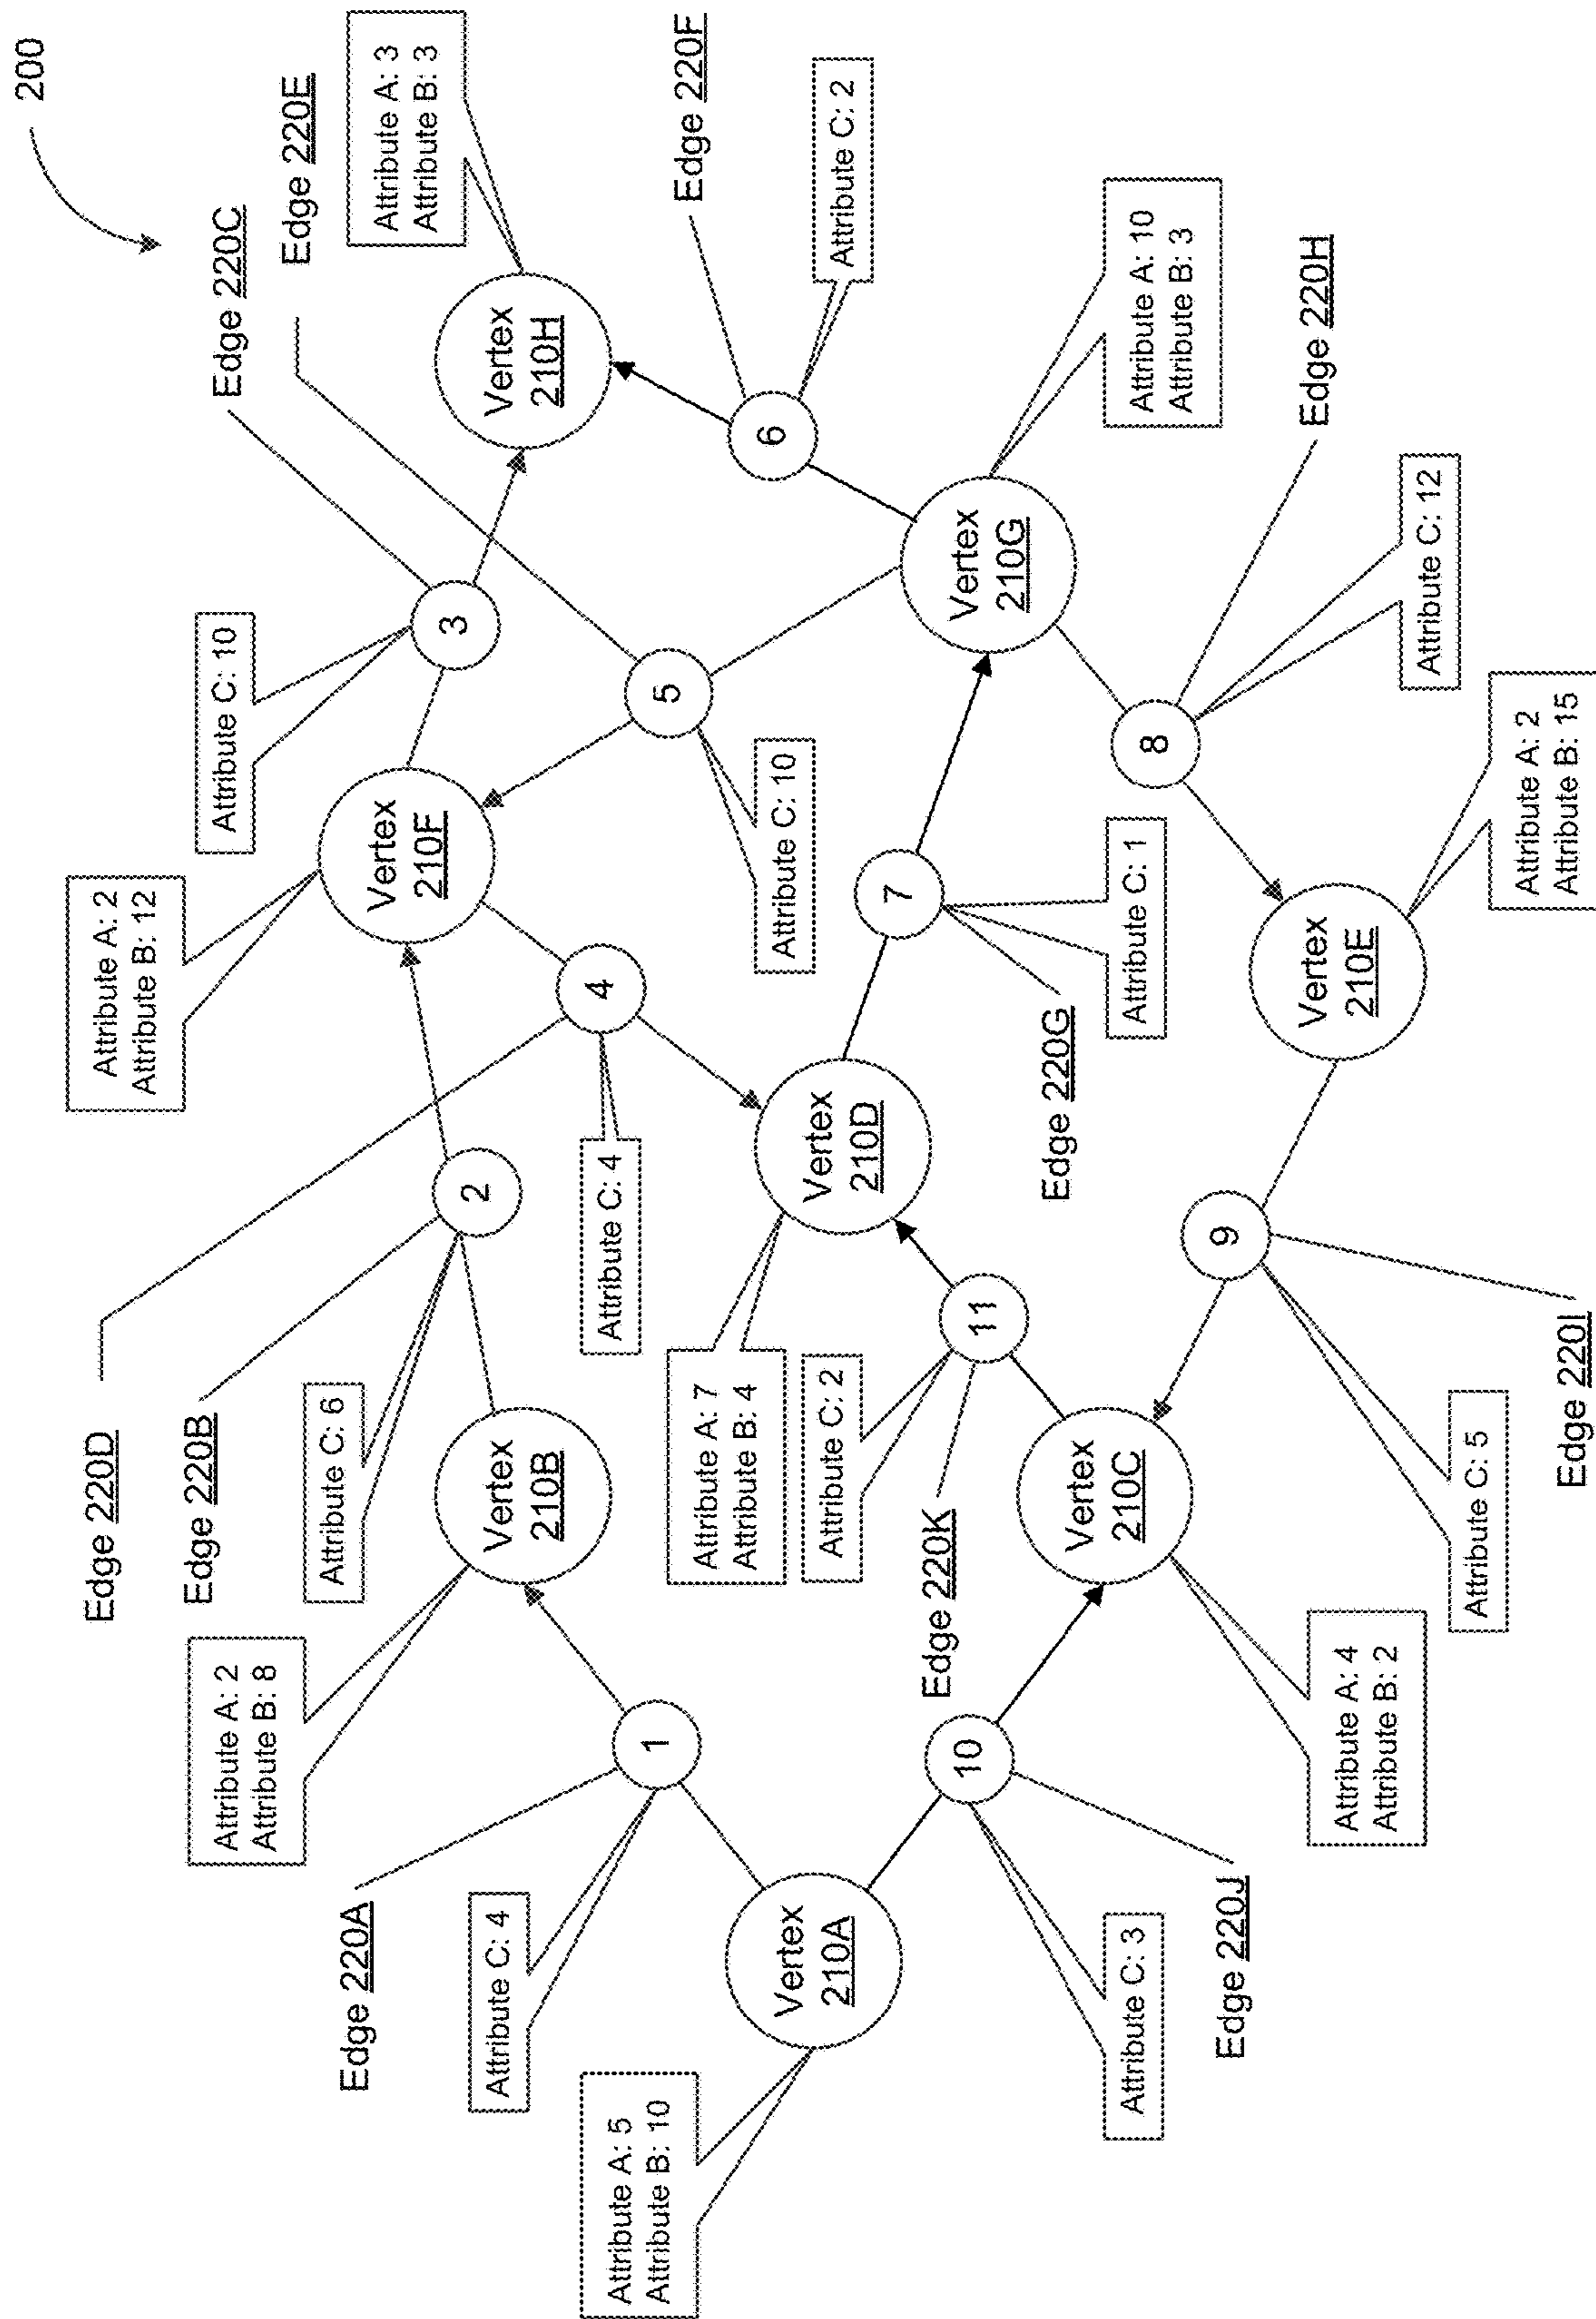 200
Edge 220D
Edge 220B
Edge 220C
Edge 220E
Attribute A: 2
Attribute B: 8
Attribute A: 2
Attribute B: 12
Attribute C: 10
Attribute A: 3
Attribute B: 3
Edge 220A
Attribute C: 6
Attribute C: 4
Vertex
210B
2
Vertex
210F
3
Vertex
210H
Attribute A: 5
Attribute B: 10
1
Attribute C: 4
4
5
Edge 220F
Attribute A: 7
Attribute B: 4
Attribute C: 10
6
Vertex
210A
Attribute C: 2
Vertex
210D
7
Attribute C: 2
Edge 220K
10
11
Vertex
210G
Attribute C: 3
Vertex
210C
Edge 220G
Attribute C: 1
Attribute A: 10
Attribute B: 3
Edge 220J
9
8
Attribute A: 4
Attribute B: 2
Vertex
210E
Edge 220H
Attribute C: 5
Attribute C: 12
Attribute A: 2
Attribute B: 15
Edge 220I